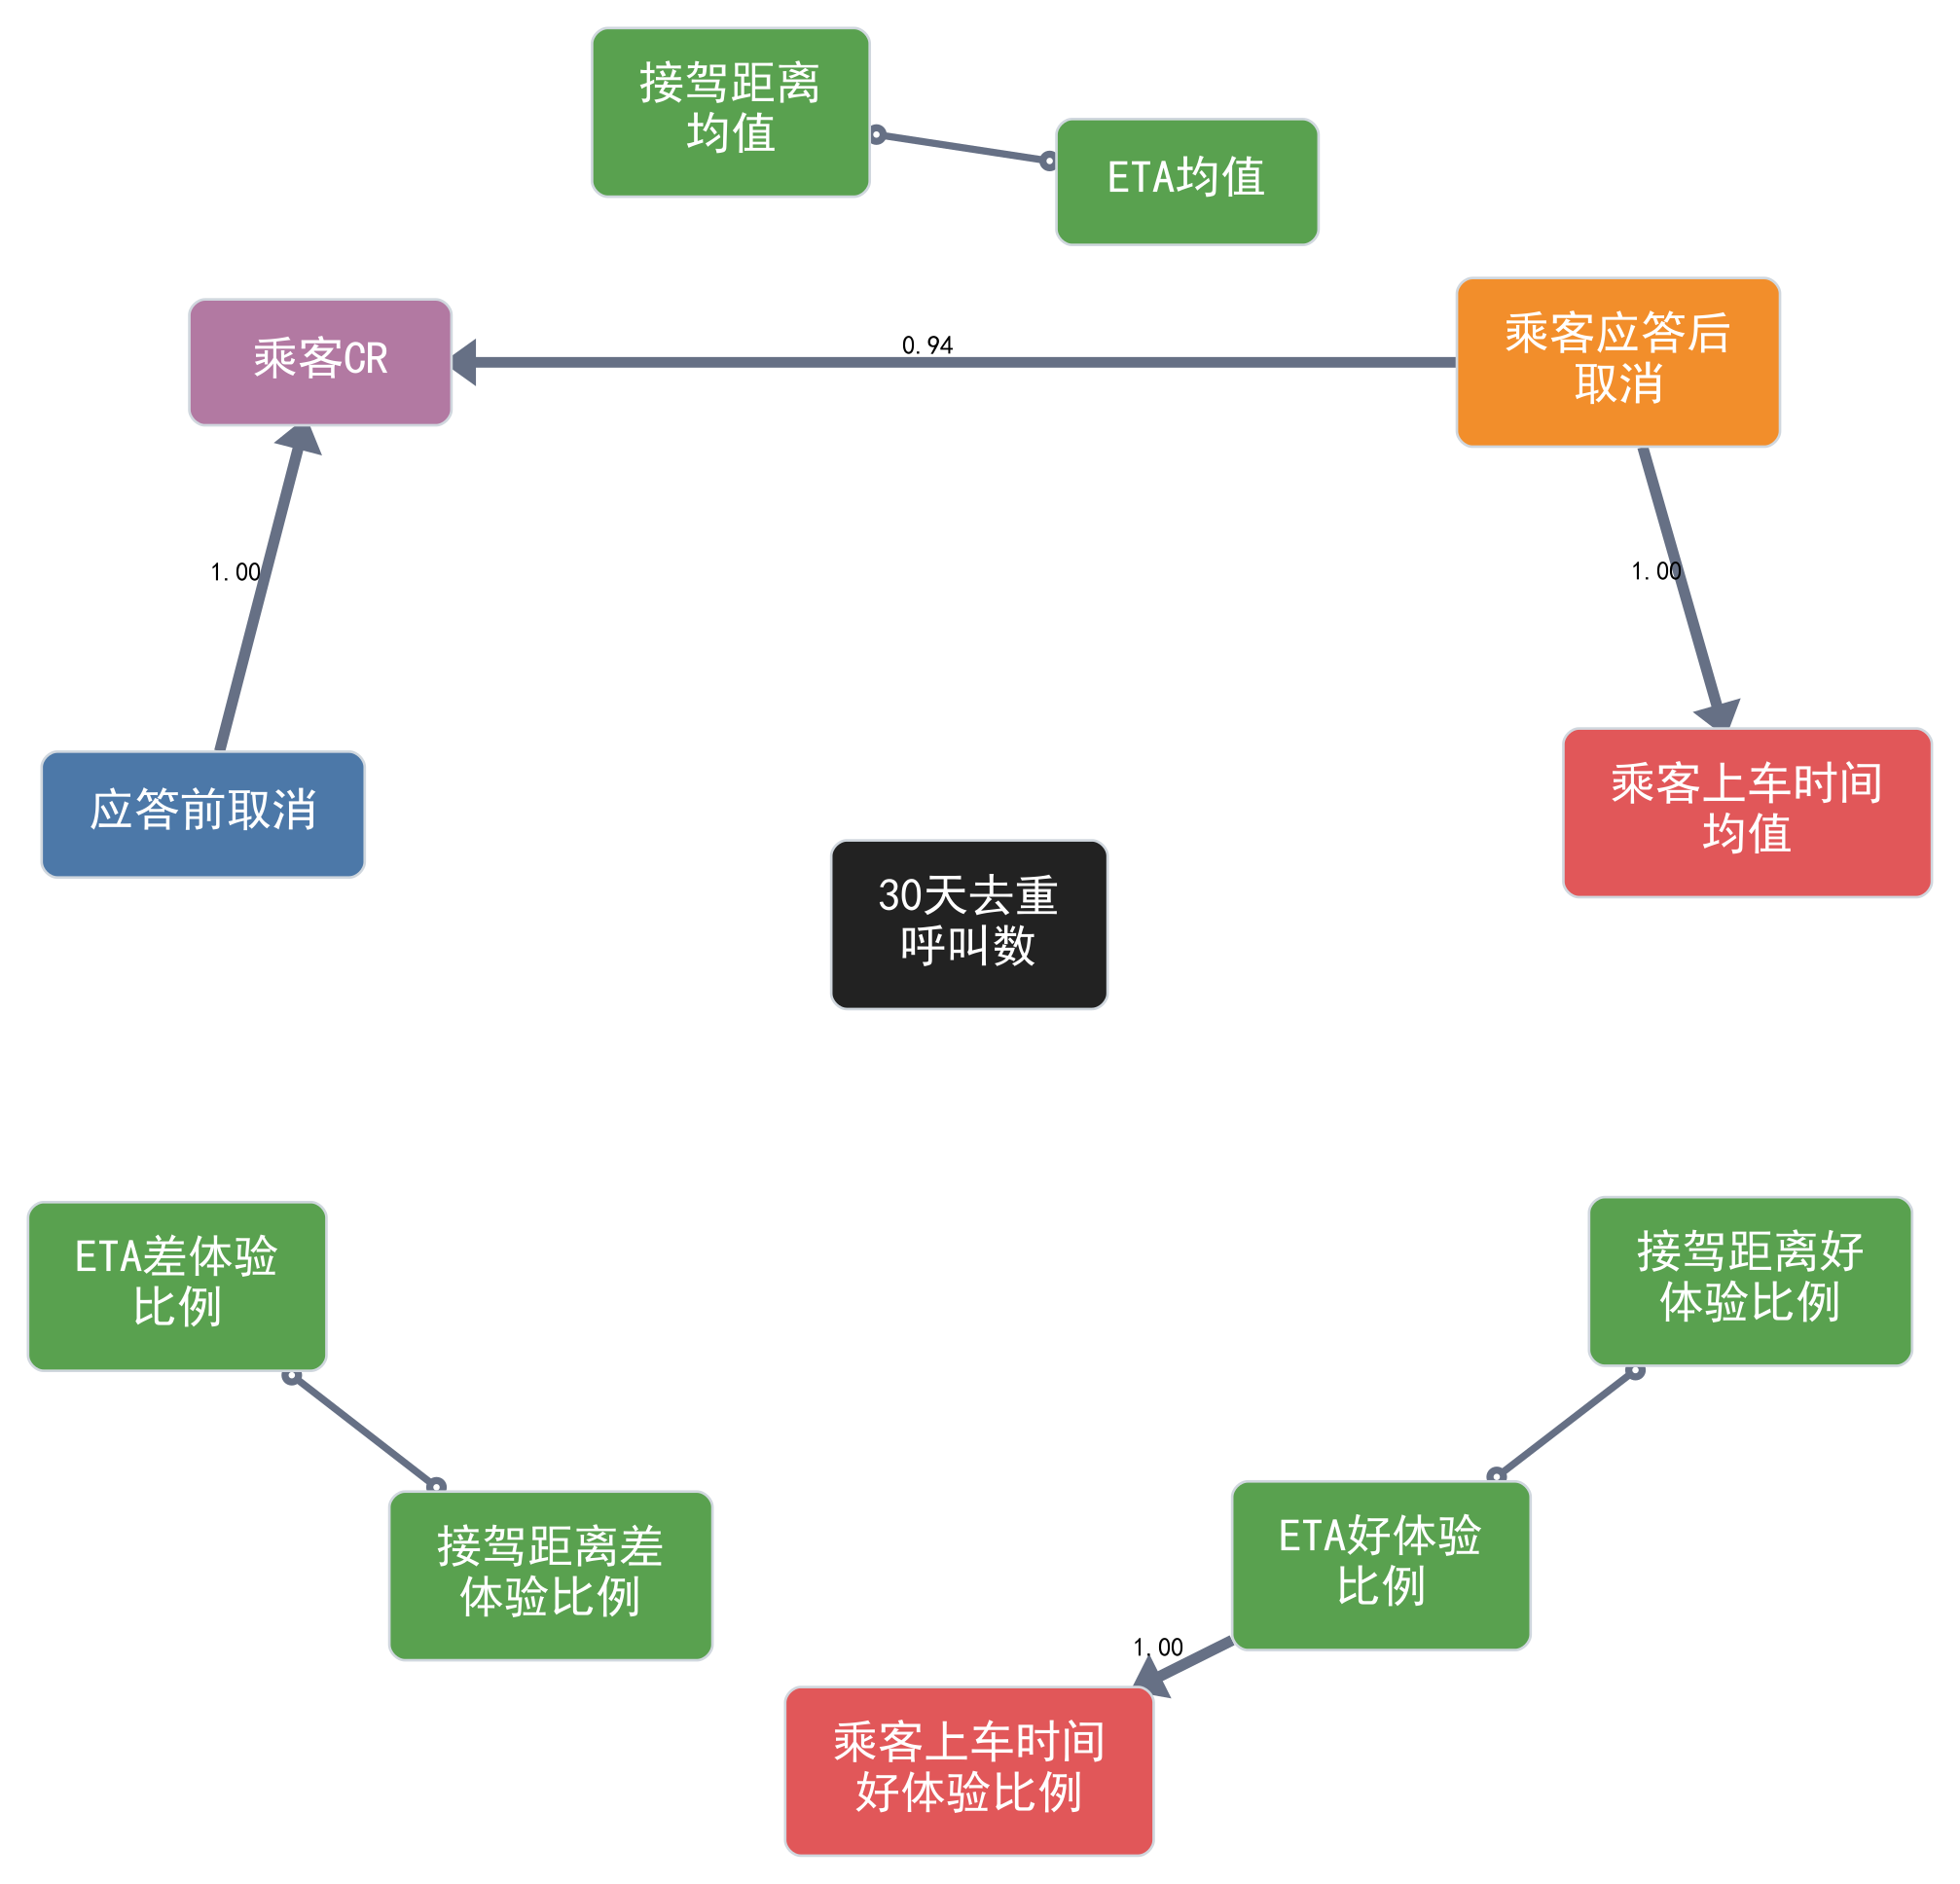 接驾距离
均值
ETA均值
乘客CR
0.94
乘客应答后
取消
1.00
1.00
应答前取消
乘客上车时间
均值
30天去重
呼叫数
ETA差体验
比例
接驾距离好
体验比例
接驾距离差
体验比例
ETA好体验
比例
1.00
乘客上车时间
好体验比例